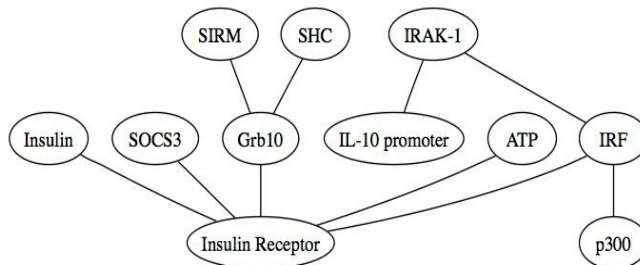 SIRM
SHC
IRAK-1
Insulin
SOCS3
Grb10
IL-10 promoter
ATP
IRF
Insulin Receptor
p300